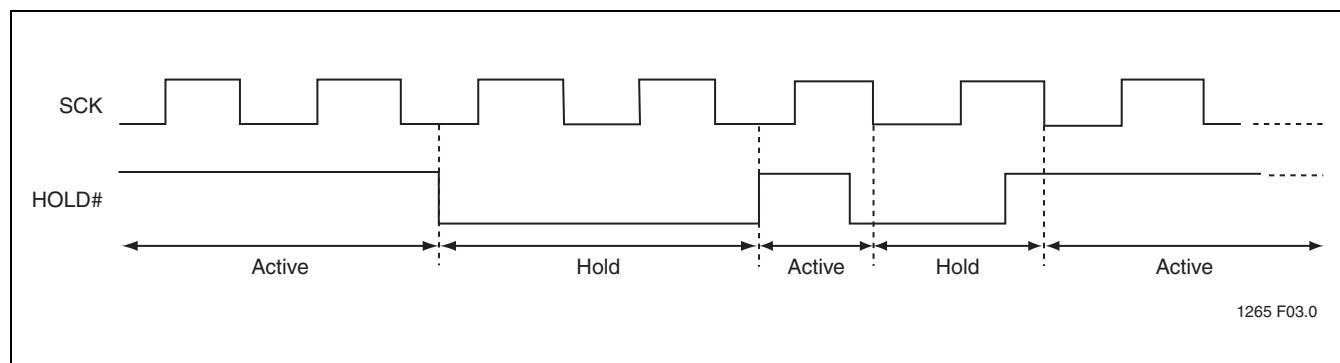 SCK
HOLD#
Active
Hold
Active
Hold
Active
1265 F03.0